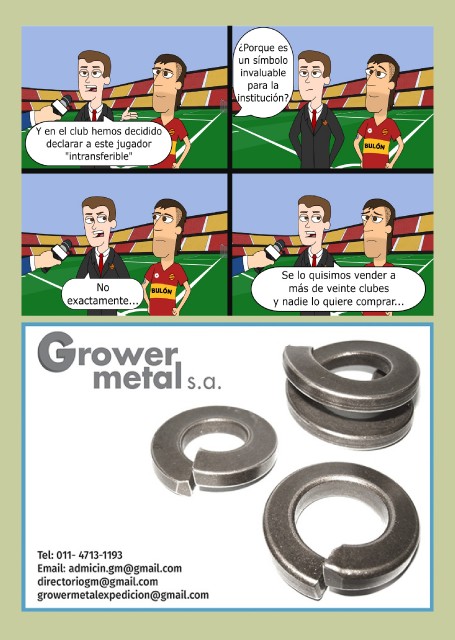 Y en el club hemos decidido
declarar a este jugador
"intransferible"
¿Porque es
un símbolo
invaluable
para la
institución?
BULÓN
No
exactamente...
BULÓN
Se lo quisimos vender a
más de veinte clubes
y nadie lo quiere comprar...
Grower
metal s.a.
Tel: 011- 4713-1193
Email: admicin.gm@gmail.com
directoriogm@gmail.com
growermetalexpedicion@gmail.com